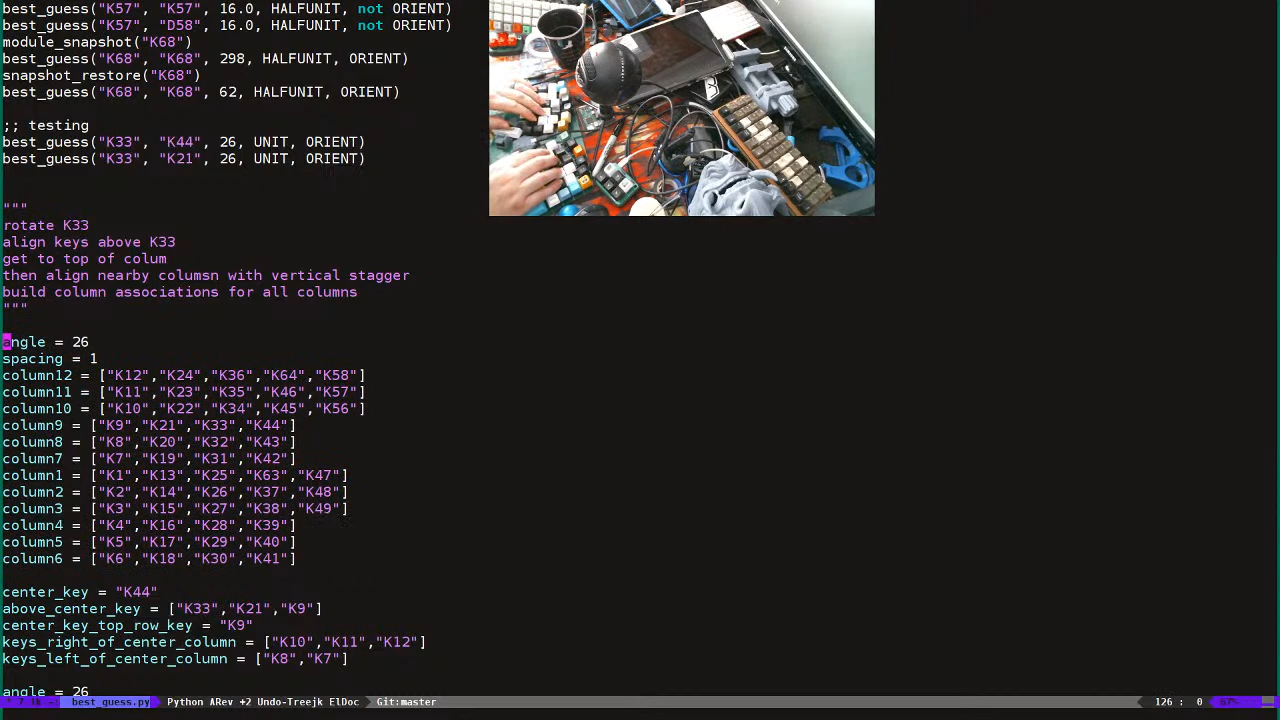 best_guess("K57", "K57", 16.0, HALFUNIT, not ORIENT)
best_guess("K57", "D58", 16.0, HALFUNIT, not ORIENT)
module_snapshot("K68")
best_guess("K68", "K68", 298, HALFUNIT, ORIENT)
snapshot_restore("K68")
best_guess("K68", "K68", 62, HALFUNIT, ORIENT)
;; testing
best_guess("K33", "K44", 26, UNIT, ORIENT)
best_guess("K33", "K21", 26, UNIT, ORIENT)
"""
rotate K33
align keys above K33
get to top of colum
then align nearby columsn with vertical stagger
build column associations for all columns
"""
angle = 26
spacing = 1
column12 = ["K12","K24","K36","K64","K58"]
column11 = ["K11","K23","K35","K46","K57"]
column10 = ["K10","K22","K34","K45","K56"]
column9 = ["K9","K21","K33","K44"]
column8 = ["K8","K20","K32","K43"]
column7 = ["K7","K19","K31","K42"]
column1 = ["K1","K13","K25","K63","K47"]
column2 = ["K2","K14","K26","K37","K48"]
column3 = ["K3","K15","K27","K38","K49"]
column4 = ["K4","K16","K28","K39"]
column5 = ["K5","K17","K29","K40"]
column6 = ["K6","K18","K30","K41"]
center_key = "K44"
above_center_key = ["K33","K21","K9"]
center_key_top_row_key = "K9"
keys_right_of_center_column = ["K10","K11","K12"]
keys_left_of_center_column = ["K8","K7"]
angle = 26
best_guess.py Python ARev +2 Undo-Treejk ElDoc Git:master 126 : 0